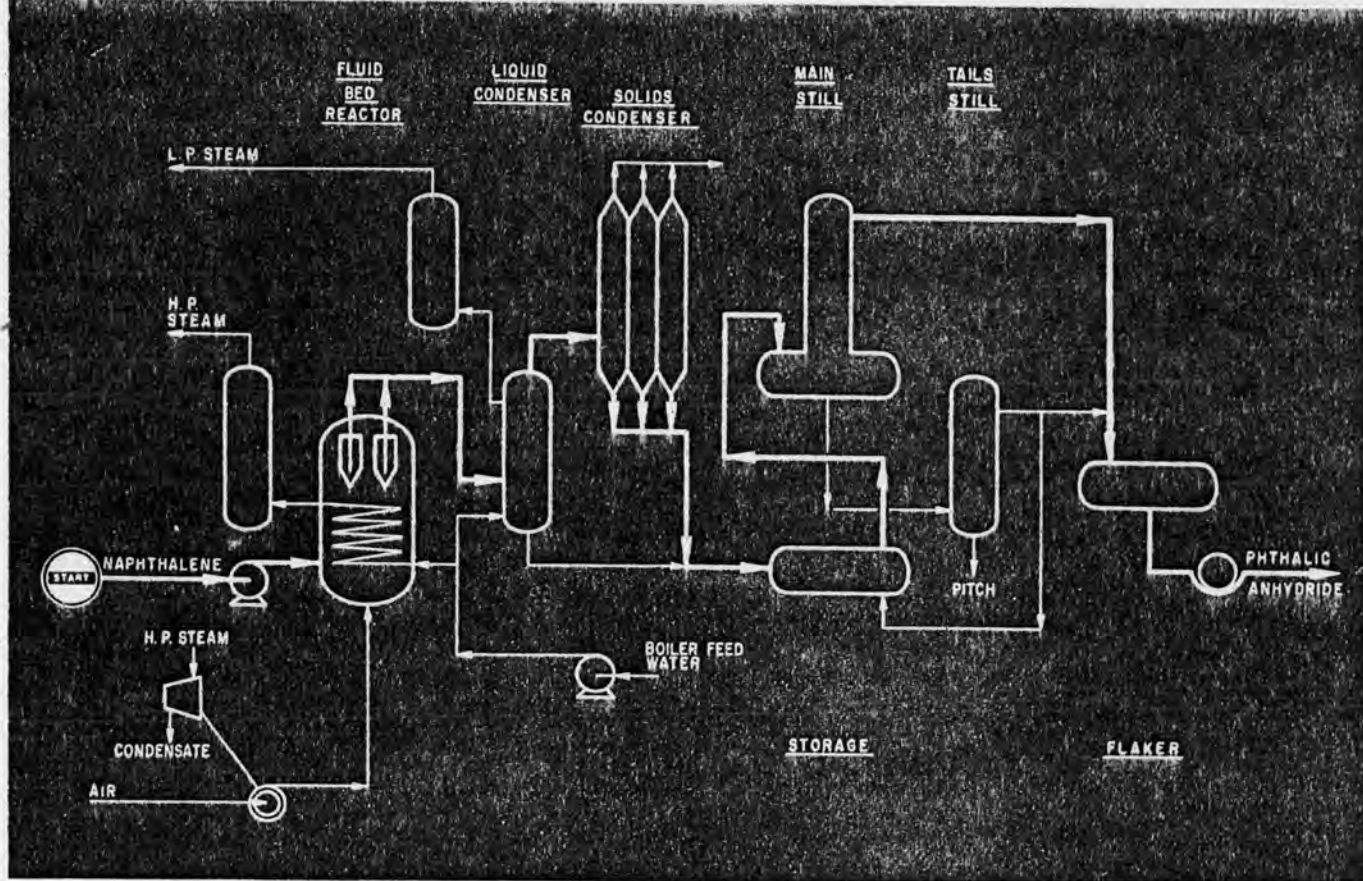 FLUID
BED
REACTOR
LIQUID
CONDENSER
SOLIDS
CONDENSER
MAIN
STILL
TAILS
STILL
L.P. STEAM
H.P.
STEAM
START
NAPHTHALENE
H.P. STEAM
CONDENSATE
AIR
BOILER FEED
WATER
PITCH
PHTHALIC
ANHYDRIDE
STORAGE
FLAKER